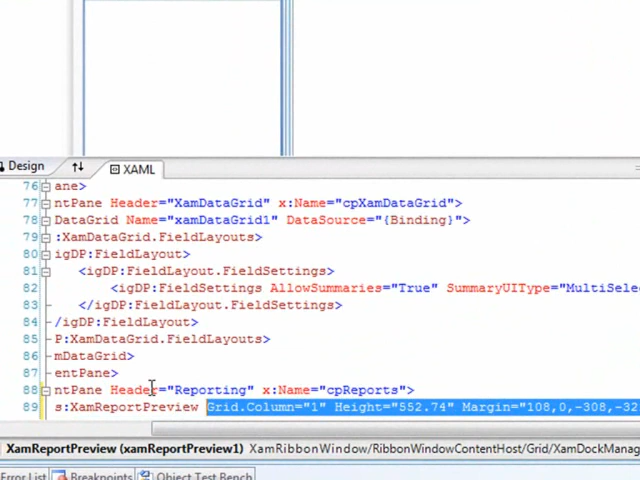 Design
XAML
76 ane>
77 ntPane Header="XamDataGrid" x:Name="cpXamDataGrid">
78 DataGrid Name="xamDataGrid1" DataSource="{Binding}">
79 :XamDataGrid.FieldLayouts>
80 igDP:FieldLayout>
81 <igDP:FieldLayout.FieldSettings>
82 <igDP:FieldSettings AllowSummaries="True" SummaryUIType="MultiSele
83 </igDP:FieldLayout.FieldSettings>
84 /igDP:FieldLayout>
85 P:XamDataGrid.FieldLayouts>
86 mDataGrid>
87 entPane>
88 ntPane Header="Reporting" x:Name="cpReports">
89 s:XamReportPreview Grid.Column="1" Height="552.74" Margin="108,0,-308,-32
XamReportPreview (xamReportPreview1) XamRibbonWindow/RibbonWindowContentHost/Grid/XamDockManag
Error List Breakpoints Object Test Bench